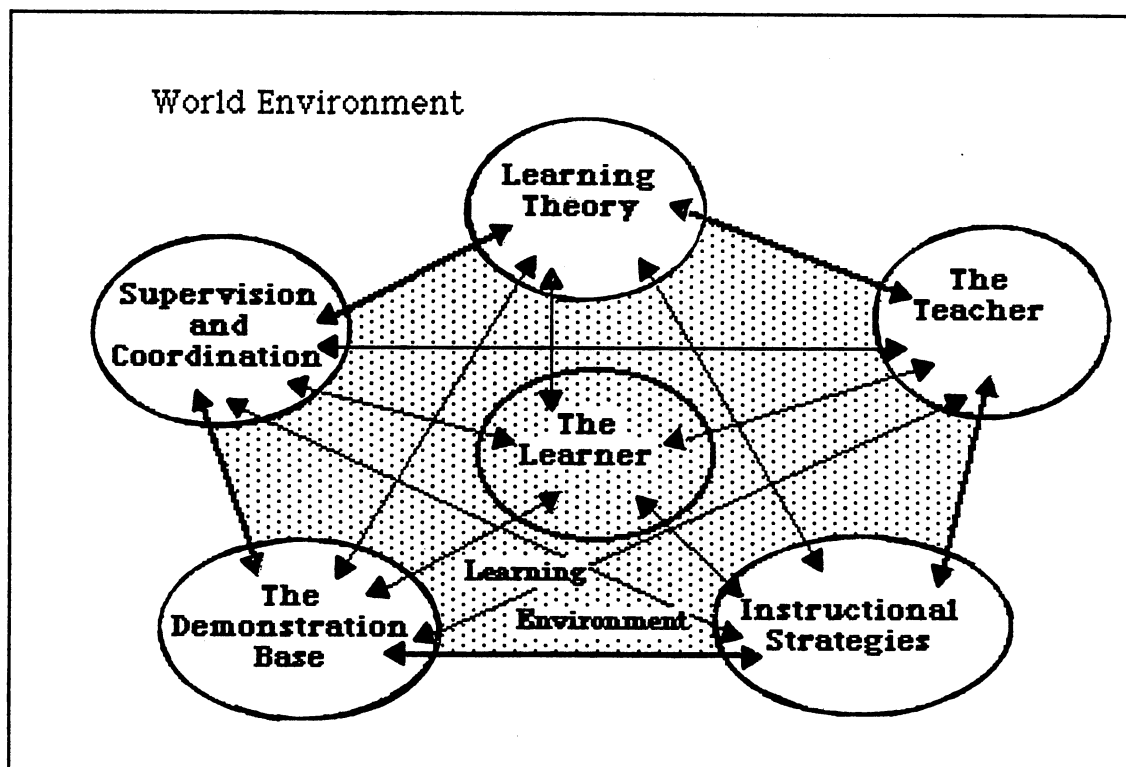 World Environment
Learning
Theory
Supervision
and
Coordination
The
Teacher
The
Learner
Learning
Environment
The
Demonstration
Base
Instructional
Strategies